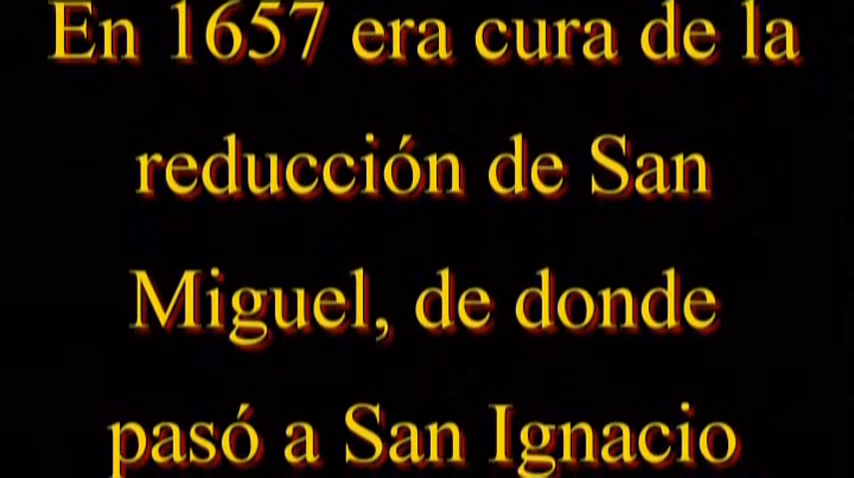 En 1657 era cura de la
reducción de San
Miguel, de donde
pasó a San Ignacio